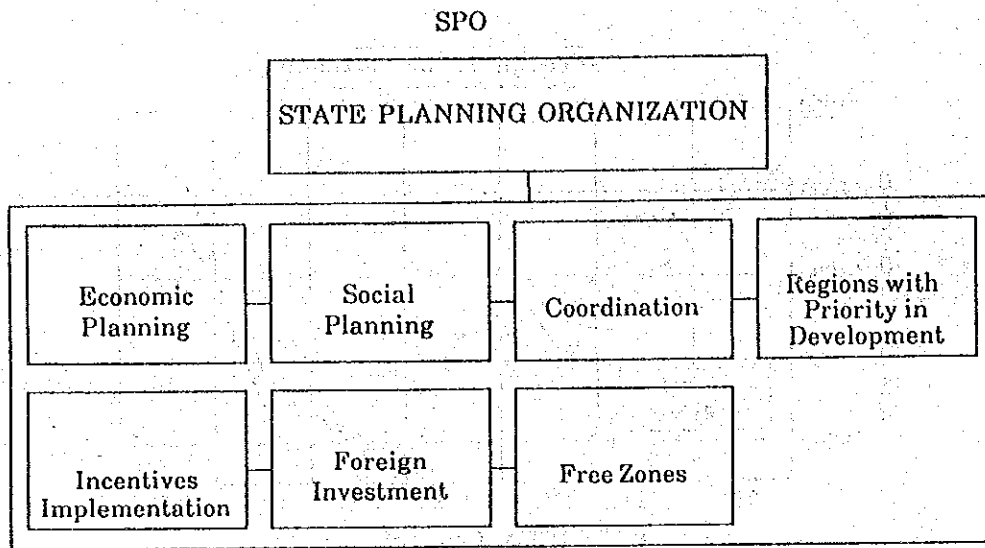 SPO
STATE PLANNING ORGANIZATION
Economic
Planning
Social
Planning
Coordination
Regions with
Priority in
Development
Incentives
Implementation
Foreign
Investment
Free Zones